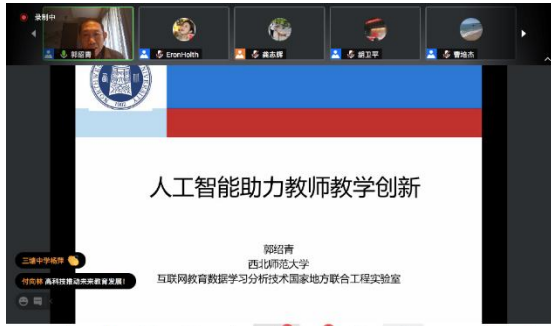 录制中
郭绍青
EronHolth
龚志辉
胡卫平
曹培杰
1902
人工智能助力教师教学创新
郭绍青
西北师范大学
互联网教育数据学习分析技术国家地方联合工程实验室
三塘中学杨萍
付向林 高科技推动未来教育发展!